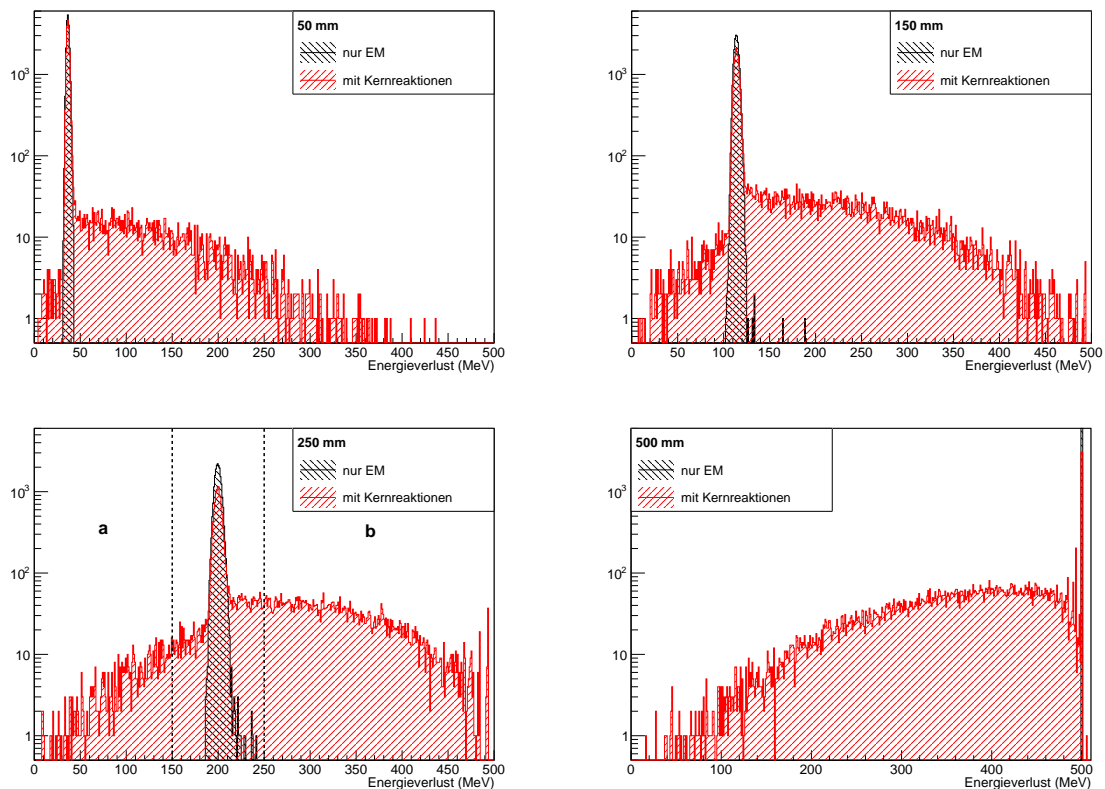 50 mm
nur EM
mit Kernreaktionen
10³
10²
10
1
0 50 100 150 200 250 300 350 400 450 500
Energieverlust (MeV)
150 mm
nur EM
mit Kernreaktionen
10³
10²
10
1
0 50 100 150 200 250 300 350 400 450 500
Energieverlust (MeV)
250 mm
nur EM
mit Kernreaktionen
10³
a b
10²
10
1
0 50 100 150 200 250 300 350 400 450 500
Energieverlust (MeV)
500 mm
nur EM
mit Kernreaktionen
10³
10²
10
1
0 100 200 300 400 500
Energieverlust (MeV)